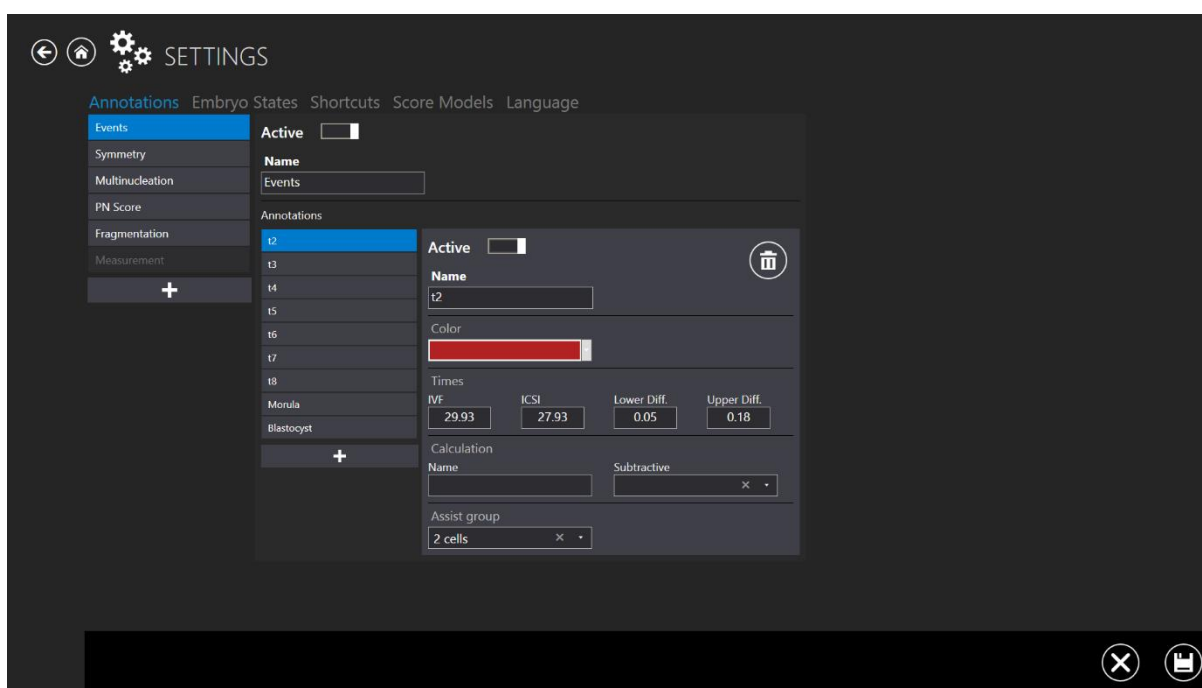 SETTINGS
Annotations Embryo States Shortcuts Score Models Language
Events
Symmetry
Multinucleation
PN Score
Fragmentation
Measurement
Active
Name
Events
Annotations
t2
t3
t4
t5
t6
t7
t8
Morula
Blastocyst
Active
Name
t2
Color
Times
IVF ICSI Lower Diff. Upper Diff.
29.93 27.93 0.05 0.18
Calculation
Name Subtractive
Assist group
2 cells